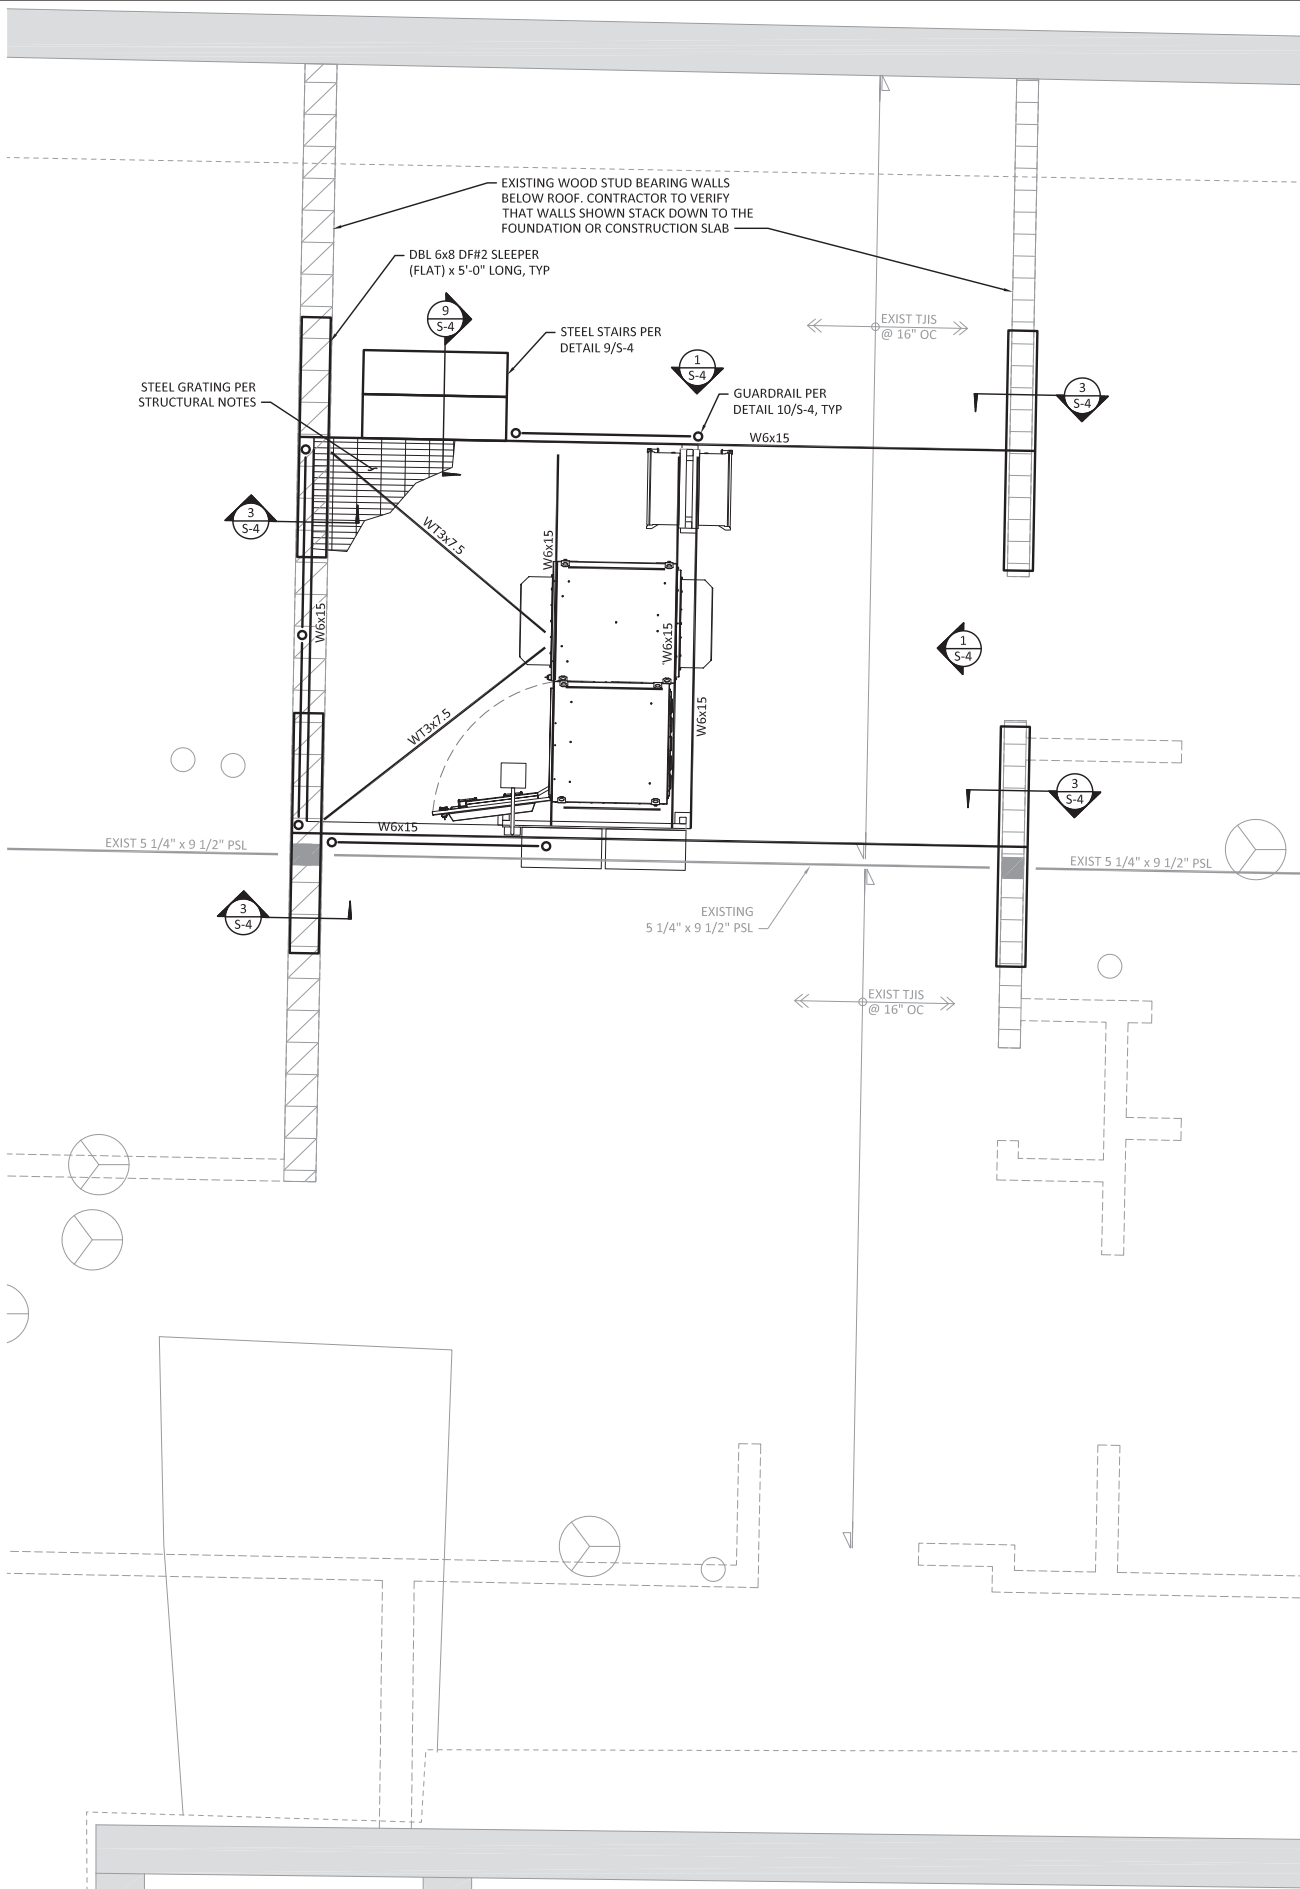 EXISTING WOOD STUD BEARING WALLS
BELOW ROOF. CONTRACTOR TO VERIFY
THAT WALLS SHOWN STACK DOWN TO THE
FOUNDATION OR CONSTRUCTION SLAB
DBL 6x8 DF#2 SLEEPER
(FLAT) x 5'-0" LONG, TYP
9
S-4
STEEL STAIRS PER
DETAIL 9/S-4
EXIST TJIS
@ 16" OC
1
S-4
STEEL GRATING PER
STRUCTURAL NOTES
GUARDRAIL PER
DETAIL 10/S-4, TYP
3
S-4
W6x15
3
S-4
WT3x7.5
W6x15
W6x15
W6x15
1
S-4
W6x15
WT3x7.5
3
S-4
W6x15
EXIST 5 1/4" x 9 1/2" PSL
EXIST 5 1/4" x 9 1/2" PSL
3
S-4
EXISTING
5 1/4" x 9 1/2" PSL
EXIST TJIS
@ 16" OC